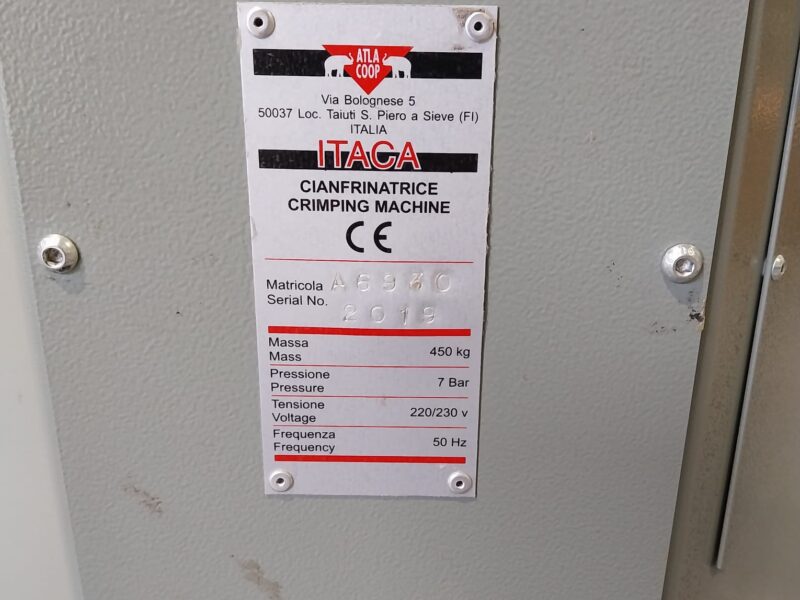 ATLA
COOP
Via Bolognese 5
50037 Loc. Taiuti S. Piero a Sieve (FI)
ITALIA
ITACA
CIANFRINATRICE
CRIMPING MACHINE
CE
Matricola
Serial No.
2019
Massa
Mass
450 kg
Pressione
Pressure
7 Bar
Tensione
Voltage
220/230 v
Frequenza
Frequency
50 Hz